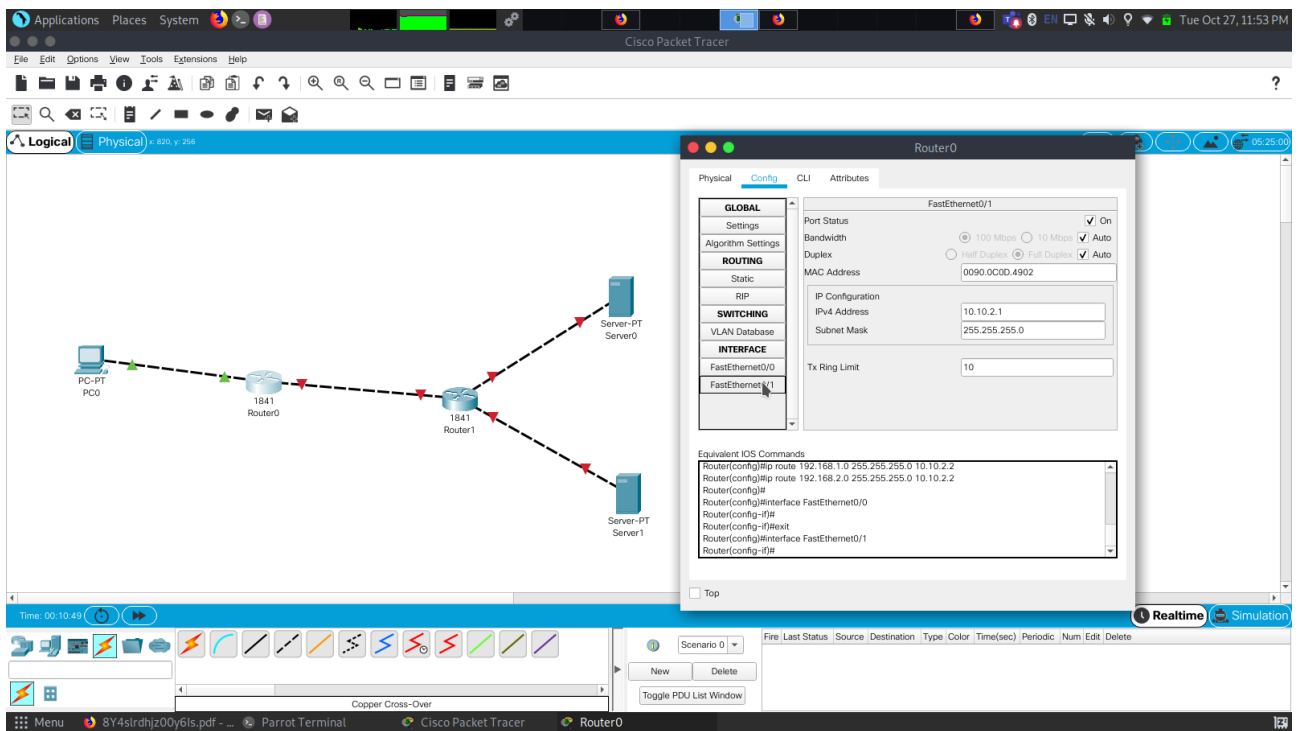 Applications Places System EN Tue Oct 27, 11:53 PM
Cisco Packet Tracer
File Edit Options View Tools Extensions Help
?
Logical Physical x: 820, y: 256 05:25:00
Router0
Physical Config CLI Attributes
GLOBAL
Settings
Algorithm Settings
ROUTING
Static
RIP
SWITCHING
VLAN Database
INTERFACE
FastEthernet0/0
FastEthernet0/1
FastEthernet0/1
Port Status On
Bandwidth 100 Mbps 10 Mbps Auto
Duplex Half Duplex Full Duplex Auto
MAC Address 0090.0C0D.4902
IP Configuration
IPv4 Address 10.10.2.1
Subnet Mask 255.255.255.0
Tx Ring Limit 10
Equivalent IOS Commands
Router(config)#ip route 192.168.1.0 255.255.255.0 10.10.2.2
Router(config)#ip route 192.168.2.0 255.255.255.0 10.10.2.2
Router(config)#
Router(config)#interface FastEthernet0/0
Router(config-if)#
Router(config-if)#exit
Router(config)#interface FastEthernet0/1
Router(config-if)#
Top
PC-PT
PC0
1841
Router0
1841
Router1
Server-PT
Server0
Server-PT
Server1
Time: 00:10:49
Realtime Simulation
Scenario 0
New Delete
Toggle PDU List Window
Fire Last Status Source Destination Type Color Time(sec) Periodic Num Edit Delete
Copper Cross-Over
Menu 8Y4slrdhjz00y6Is.pdf - ... Parrot Terminal Cisco Packet Tracer Router0